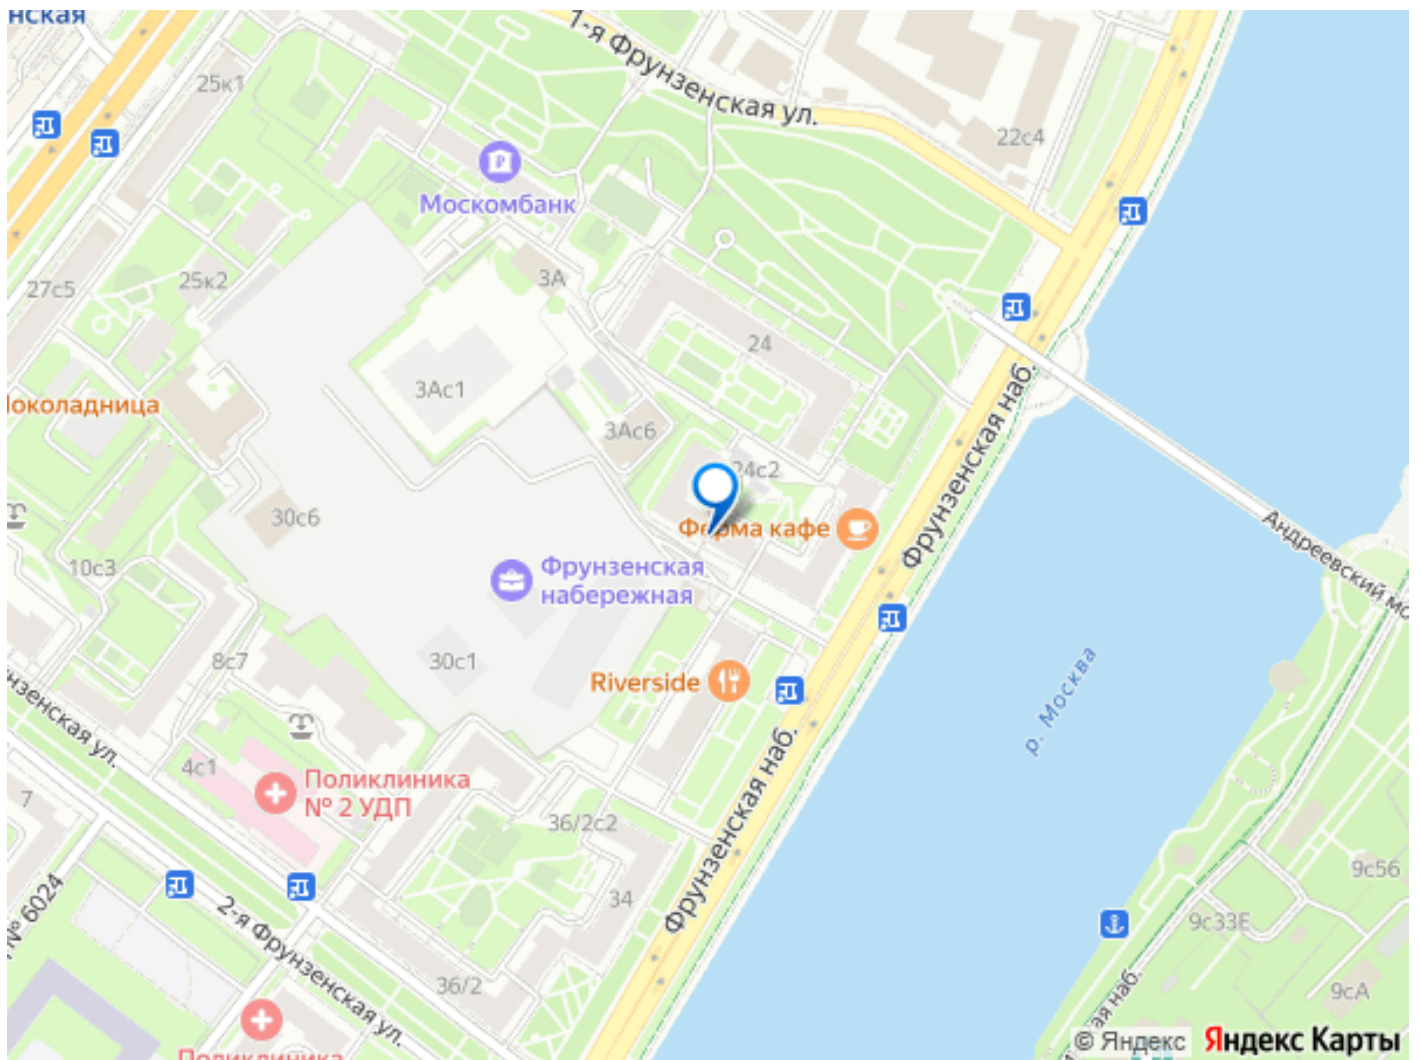 нская
1-я Фрунзенская ул.
25к1
22с4
Москомбанк
3А
25к2
27с5
24
3Ас1
Фрунзенская наб.
околадница
3Ас6
24с2
30с6
Ферма кафе
Андреевский мо
10с3
Фрунзенская
набережная
30с1
8с7
Riverside
р. Москва
нзенская ул.
4с1
Поликлиника
№ 2 УДП
Фрунзенская наб.
7
36/2с2
34
9с56
№ 6024
2-я Фрунзенская ул.
9с33Е
36/2
9сА
ая наб.
Поликлиника
© Яндекс Яндекс Карты